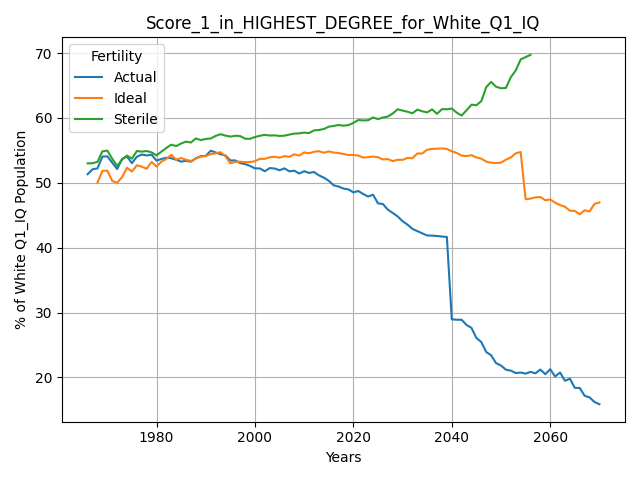 Score_1_in_HIGHEST_DEGREE_for_White_Q1_IQ
Fertility
Actual
Ideal
Sterile
% of White Q1_IQ Population
70
60
50
40
30
20
1980
2000
2020
2040
2060
Years